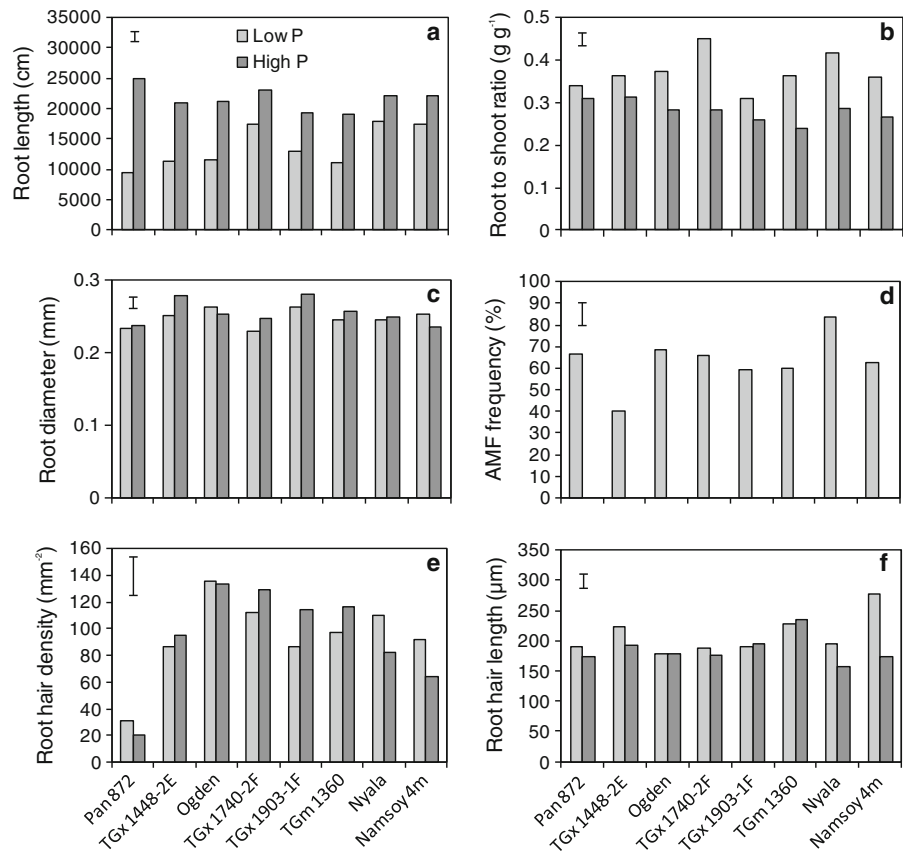 35000
30000
25000
20000
15000
10000
5000
0
Root length (cm)
Low P
High P
a
0.5
0.4
0.3
0.2
0.1
0
Root to shoot ratio (g g⁻¹)
b
0.3
0.2
0.1
0
Root diameter (mm)
c
100
90
80
70
60
50
40
30
20
10
0
AMF frequency (%)
d
160
140
120
100
80
60
40
20
0
Root hair density (mm⁻²)
e
Pan 872
TGx 1448-2E
Ogden
TGx 1740-2F
TGx 1903-1F
TGm 1360
Nyala
Namsoy 4m
350
300
250
200
150
100
50
0
Root hair length (µm)
f
Pan 872
TGx 1448-2E
Ogden
TGx 1740-2F
TGx 1903-1F
TGm 1360
Nyala
Namsoy 4m